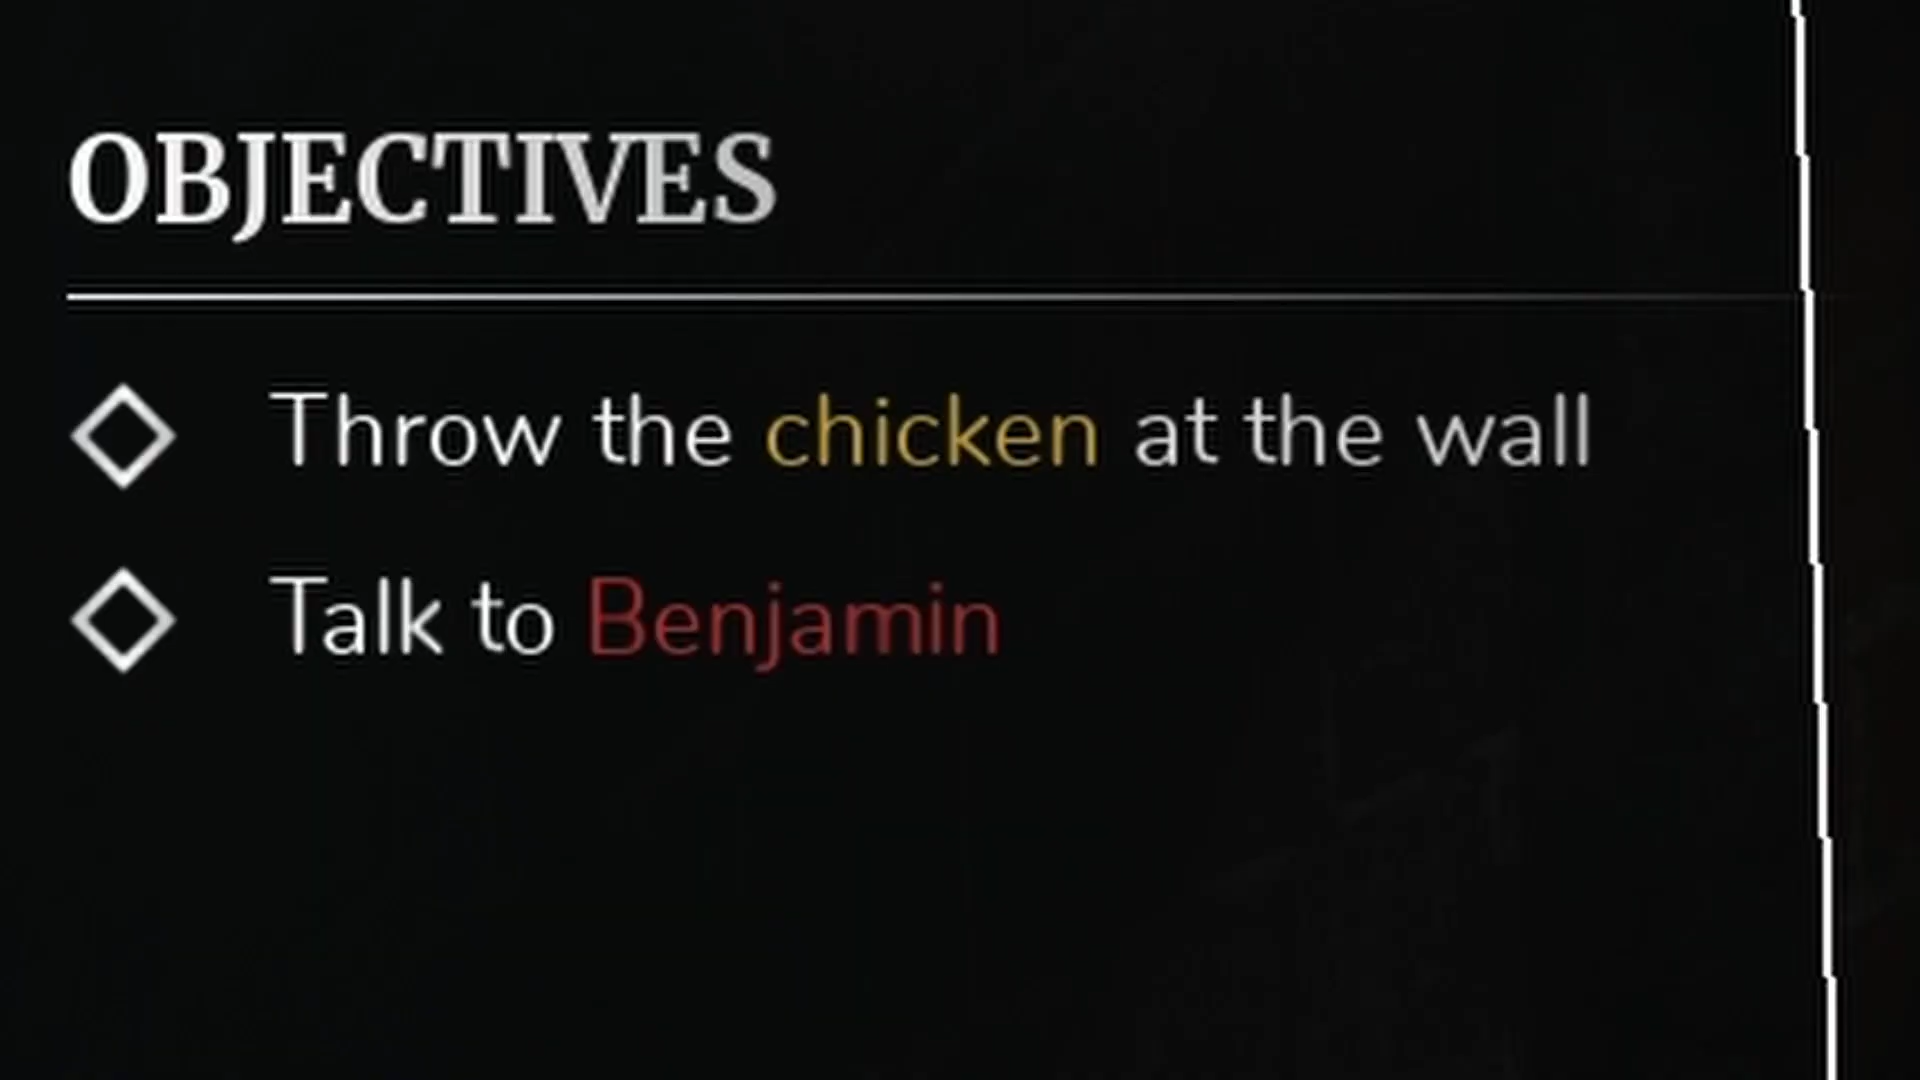 OBJECTIVES
Throw the chicken at the wall
Talk to Benjamin